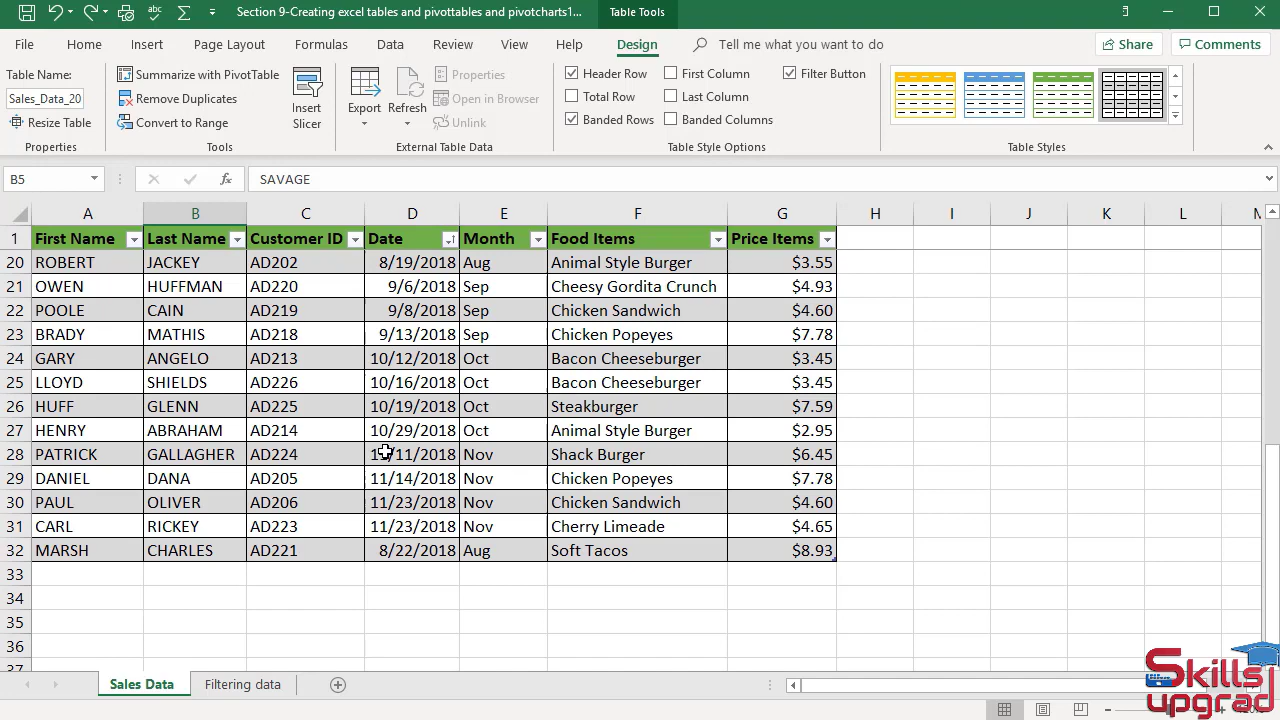 Section 9-Creating excel tables and pivottables and pivotcharts1... Table Tools
File Home Insert Page Layout Formulas Data Review View Help Design Tell me what you want to do Share Comments
Table Name: Summarize with PivotTable Properties Header Row First Column Filter Button
Sales_Data_20 Remove Duplicates Insert Slicer Export Refresh Open in Browser Total Row Last Column
Resize Table Convert to Range Unlink Banded Rows Banded Columns
Properties Tools External Table Data Table Style Options Table Styles
B5 fx SAVAGE
A B C D E F G H I J K L
1 First Name Last Name Customer ID Date Month Food Items Price Items
20 ROBERT JACKEY AD202 8/19/2018 Aug Animal Style Burger $3.55
21 OWEN HUFFMAN AD220 9/6/2018 Sep Cheesy Gordita Crunch $4.93
22 POOLE CAIN AD219 9/8/2018 Sep Chicken Sandwich $4.60
23 BRADY MATHIS AD218 9/13/2018 Sep Chicken Popeyes $7.78
24 GARY ANGELO AD213 10/12/2018 Oct Bacon Cheeseburger $3.45
25 LLOYD SHIELDS AD226 10/16/2018 Oct Bacon Cheeseburger $3.45
26 HUFF GLENN AD225 10/19/2018 Oct Steakburger $7.59
27 HENRY ABRAHAM AD214 10/29/2018 Oct Animal Style Burger $2.95
28 PATRICK GALLAGHER AD224 Nov Shack Burger $6.45
29 DANIEL DANA AD205 11/14/2018 Nov Chicken Popeyes $7.78
30 PAUL OLIVER AD206 11/23/2018 Nov Chicken Sandwich $4.60
31 CARL RICKEY AD223 11/23/2018 Nov Cherry Limeade $4.65
32 MARSH CHARLES AD221 8/22/2018 Aug Soft Tacos $8.93
33
34
35
36
37
Sales Data Filtering data
Skills
upgrad